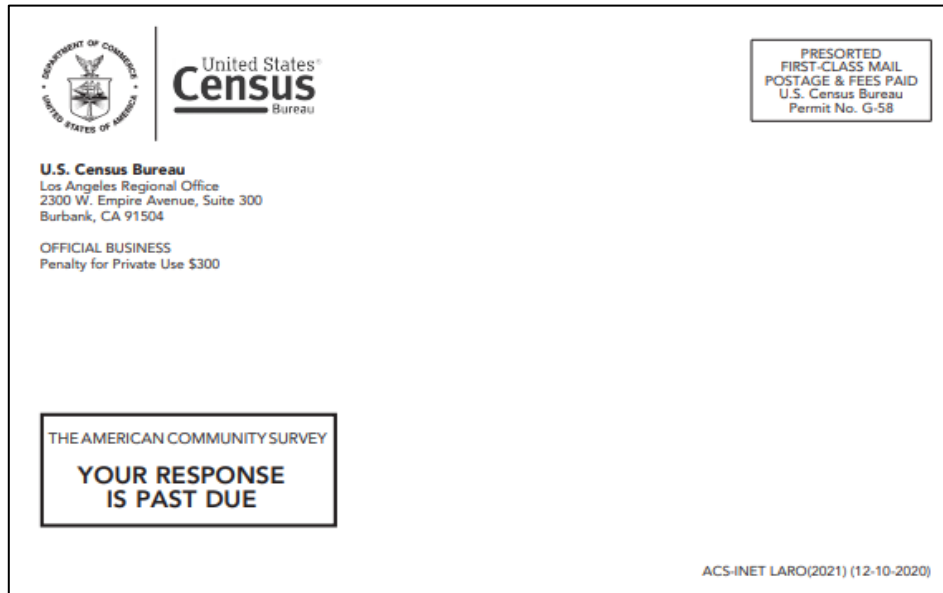 DEPARTMENT OF COMMERCE
UNITED STATES OF AMERICA
United States®
Census
Bureau
PRESORTED
FIRST-CLASS MAIL
POSTAGE & FEES PAID
U.S. Census Bureau
Permit No. G-58
U.S. Census Bureau
Los Angeles Regional Office
2300 W. Empire Avenue, Suite 300
Burbank, CA 91504
OFFICIAL BUSINESS
Penalty for Private Use $300
THE AMERICAN COMMUNITY SURVEY
YOUR RESPONSE
IS PAST DUE
ACS-INET LARO(2021) (12-10-2020)